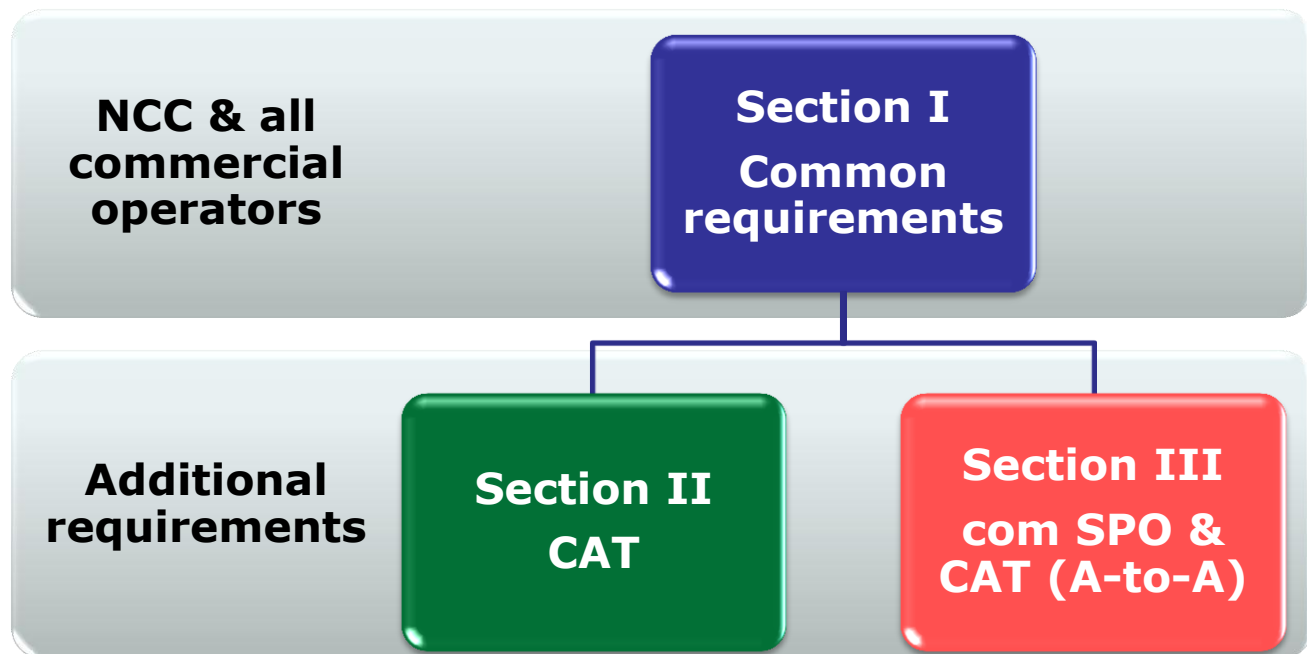 NCC & all
commercial
operators
Section I
Common
requirements
Additional
requirements
Section II
CAT
Section III
com SPO &
CAT (A-to-A)